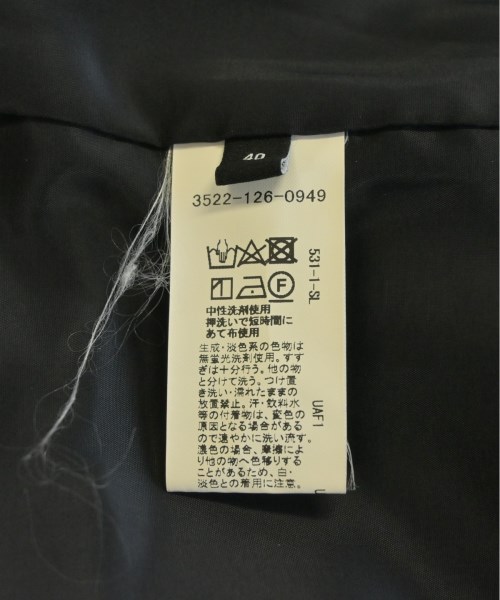 40
3522-126-0949
F
中性洗剤使用
押洗いで短時間に
あて布使用
生成・淡色系の色物は
無蛍光洗剤使用。すす
ぎは十分行う。他の物
と分けて洗う。つけ置
き洗い・濡れたままの
放置禁止。汗・飲料水
等の付着物は、変色の
原因となる場合がある
ので速やかに洗い流す。
濃色の場合、摩擦によ
り他の物へ色移りする
ことがあるため、白・
淡色との着用に注意。
531-1-SL
UAF1
U